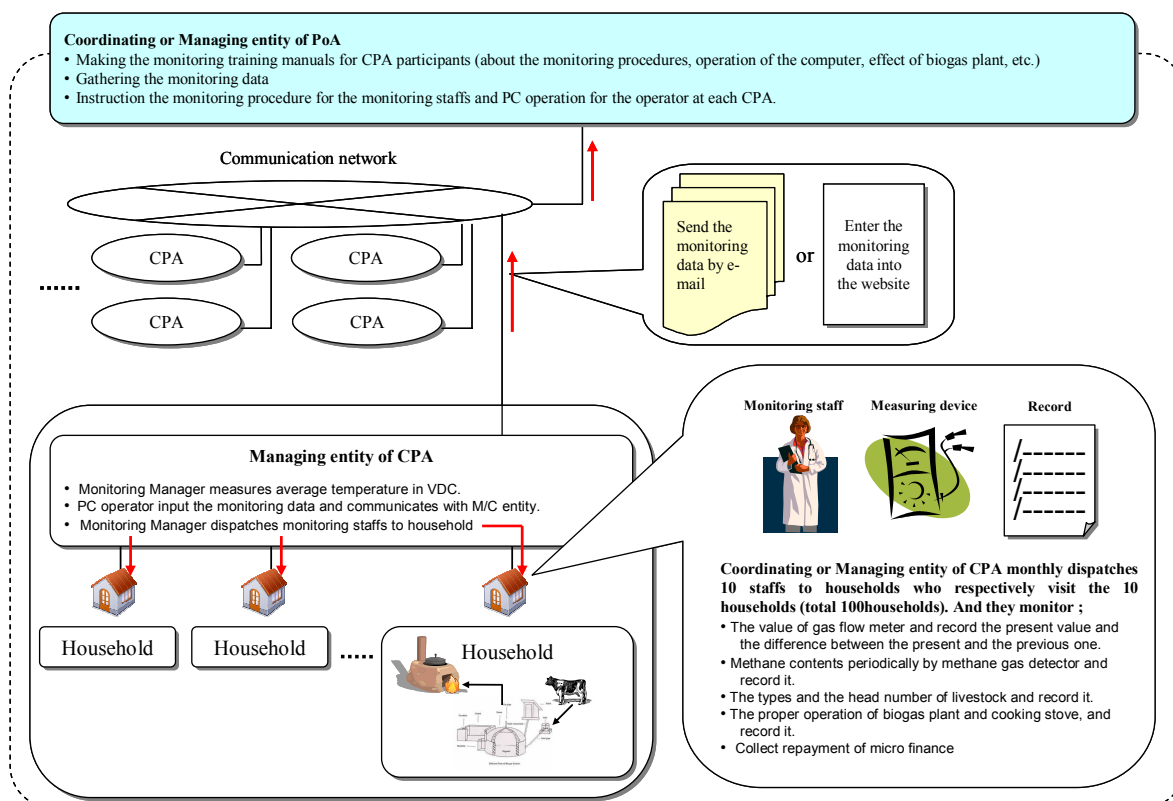 Coordinating or Managing entity of PoA
• Making the monitoring training manuals for CPA participants (about the monitoring procedures, operation of the computer, effect of biogas plant, etc.)
• Gathering the monitoring data
• Instruction the monitoring procedure for the monitoring staffs and PC operation for the operator at each CPA.
Communication network
CPA
CPA
CPA
CPA
......
Send the
monitoring
data by e-
mail
or
Enter the
monitoring
data into
the website
Managing entity of CPA
• Monitoring Manager measures average temperature in VDC.
• PC operator input the monitoring data and communicates with M/C entity.
• Monitoring Manager dispatches monitoring staffs to household
Household
Household
.....
Household
Monitoring staff
Measuring device
Record
Coordinating or Managing entity of CPA monthly dispatches
10 staffs to households who respectively visit the 10
households (total 100households). And they monitor ;
• The value of gas flow meter and record the present value and
the difference between the present and the previous one.
• Methane contents periodically by methane gas detector and
record it.
• The types and the head number of livestock and record it.
• The proper operation of biogas plant and cooking stove, and
record it.
• Collect repayment of micro finance